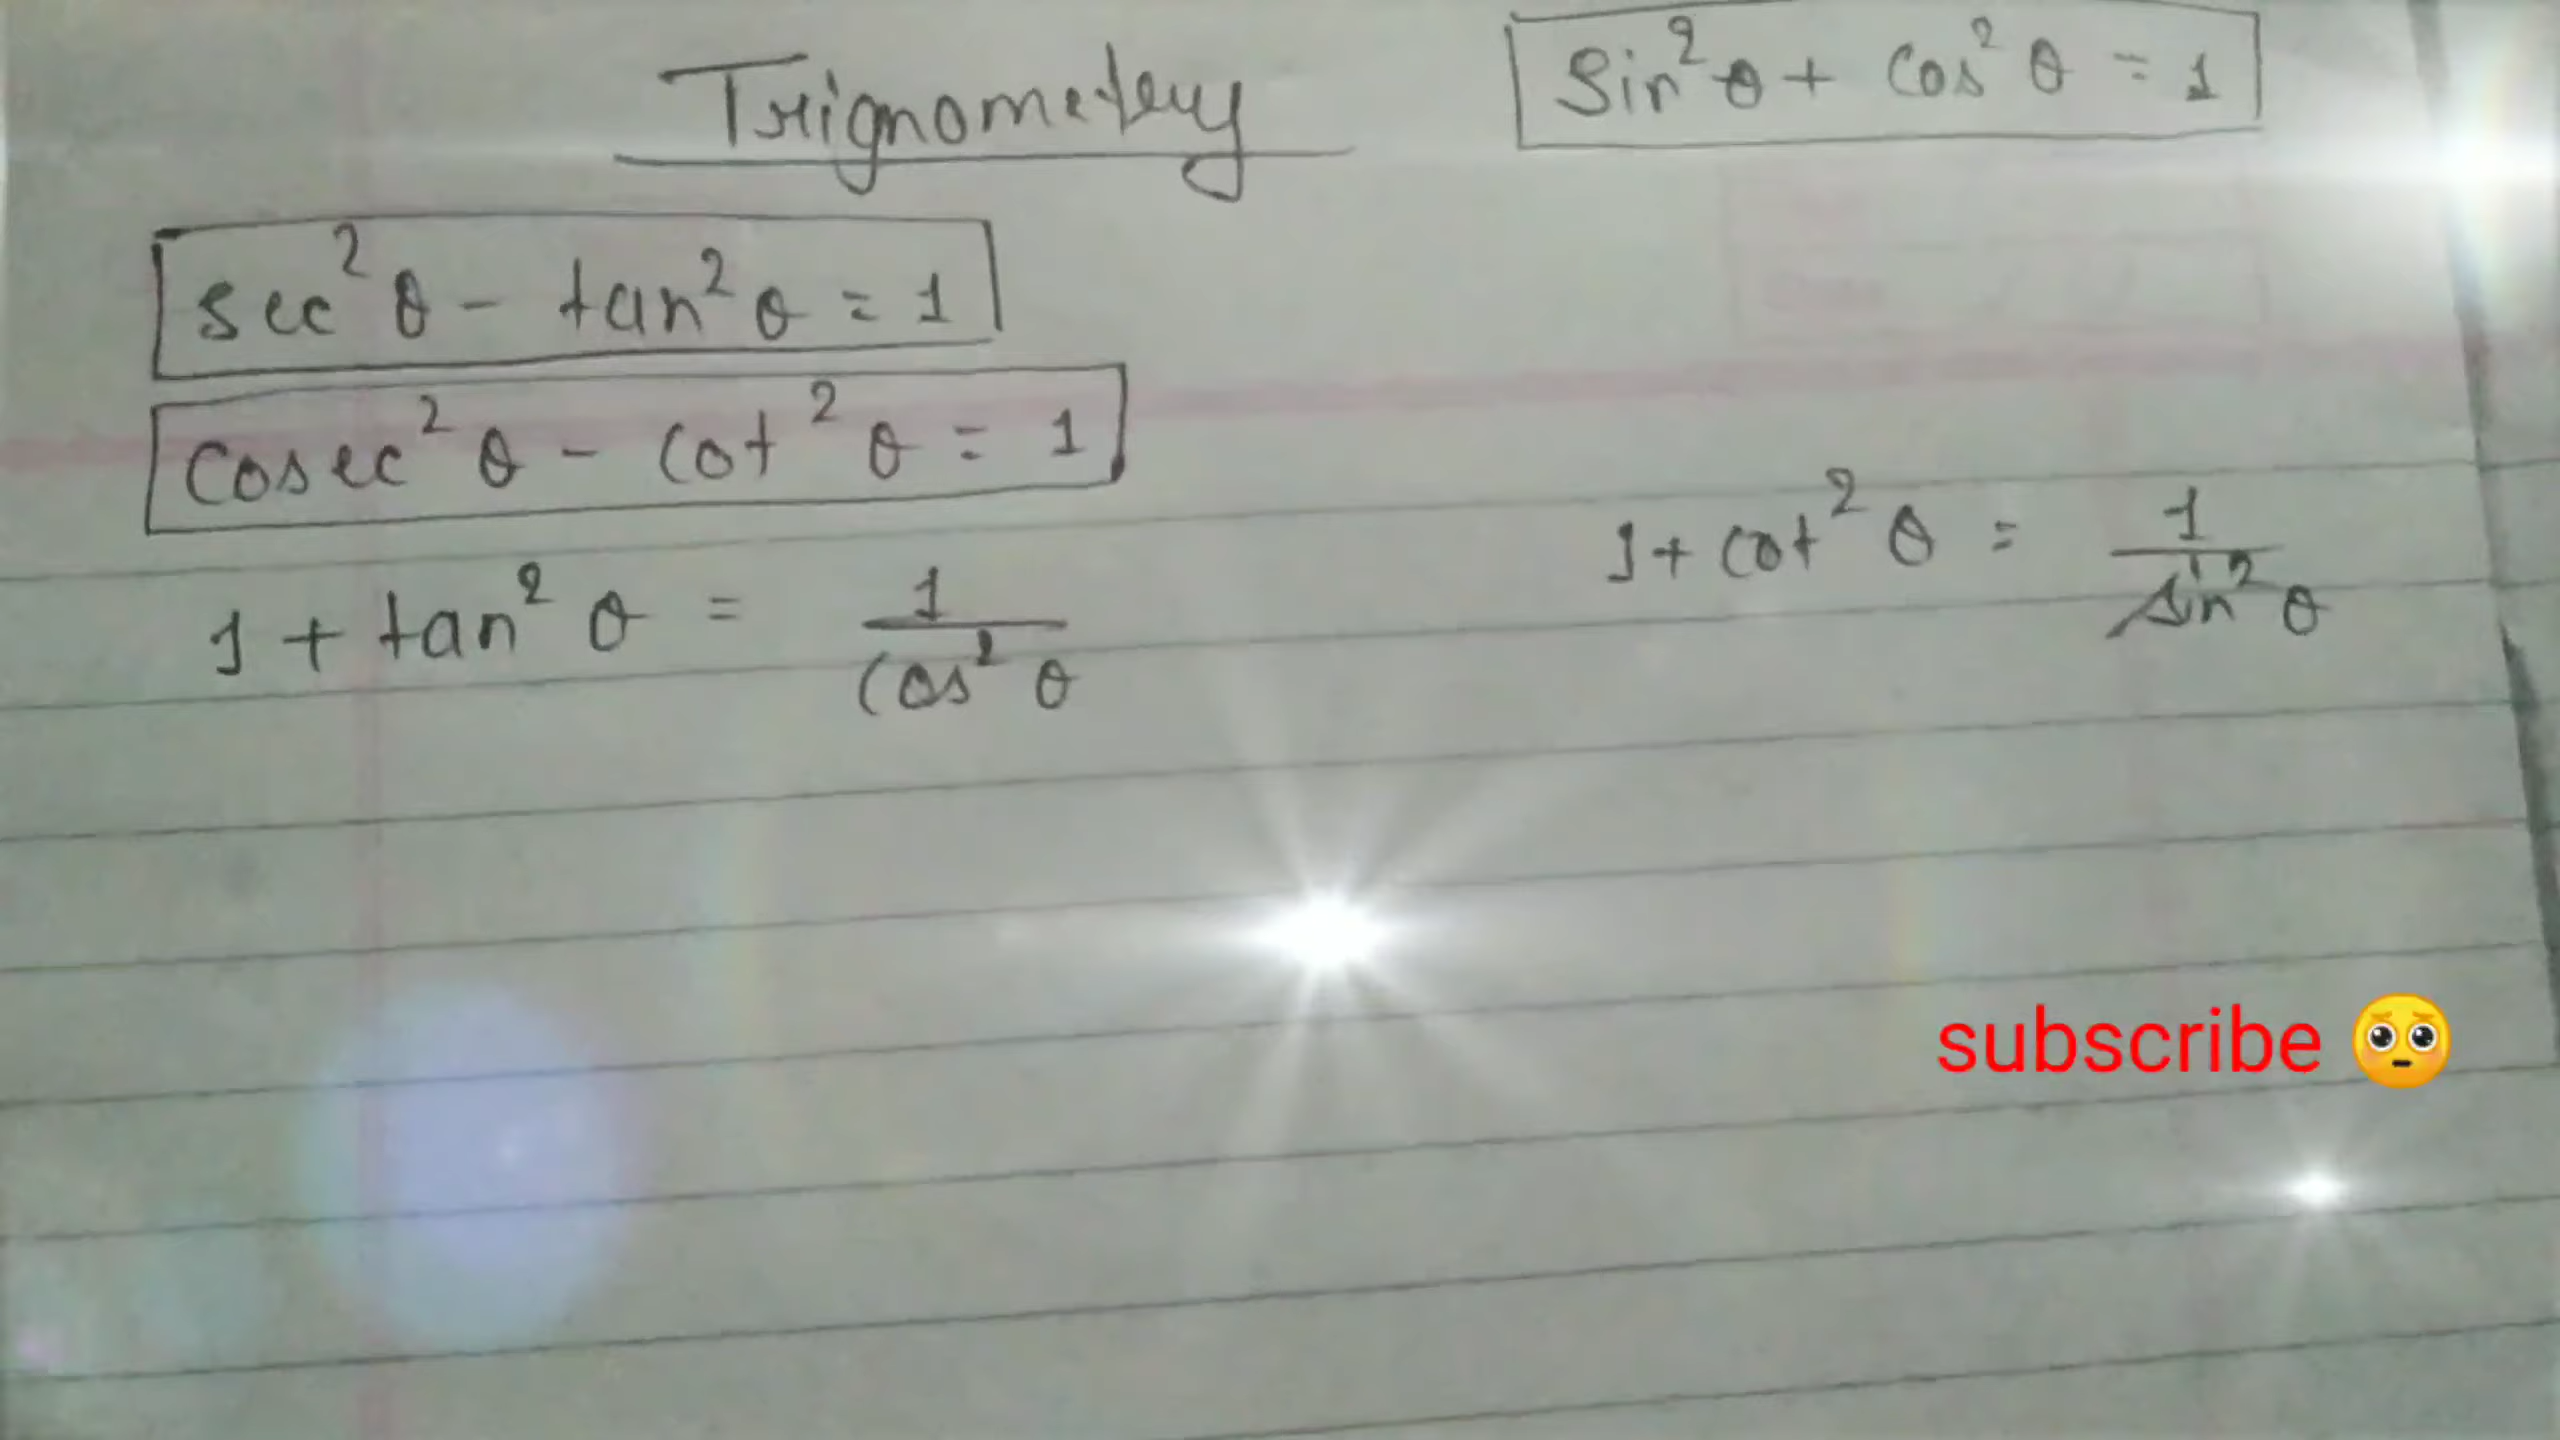 Trignometry
Sin²θ + Cos²θ = 1
sec²θ - tan²θ = 1
Cosec²θ - Cot²θ = 1
1 + tan²θ = 1/Cos²θ
1 + Cot²θ = 1/sin²θ
subscribe 🥺